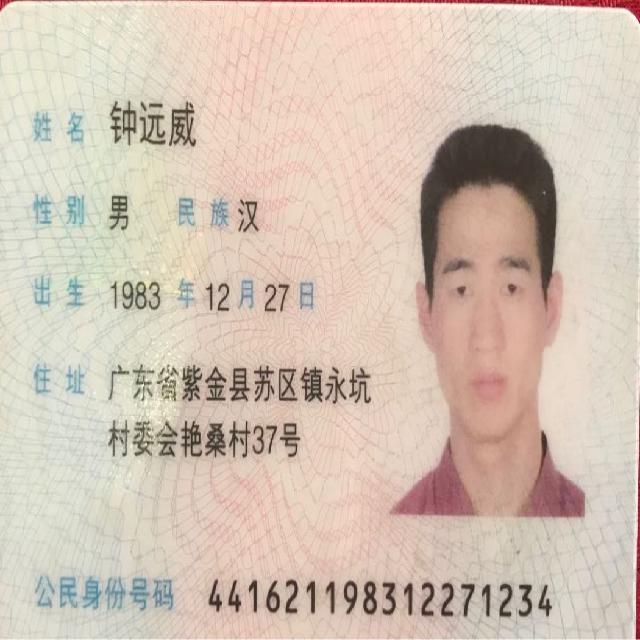 姓名 钟远威
性别 男 民族 汉
出生 1983 年 12 月 27 日
住址 广东省紫金县苏区镇永坑
村委会艳桑村37号
公民身份号码 441621198312271234